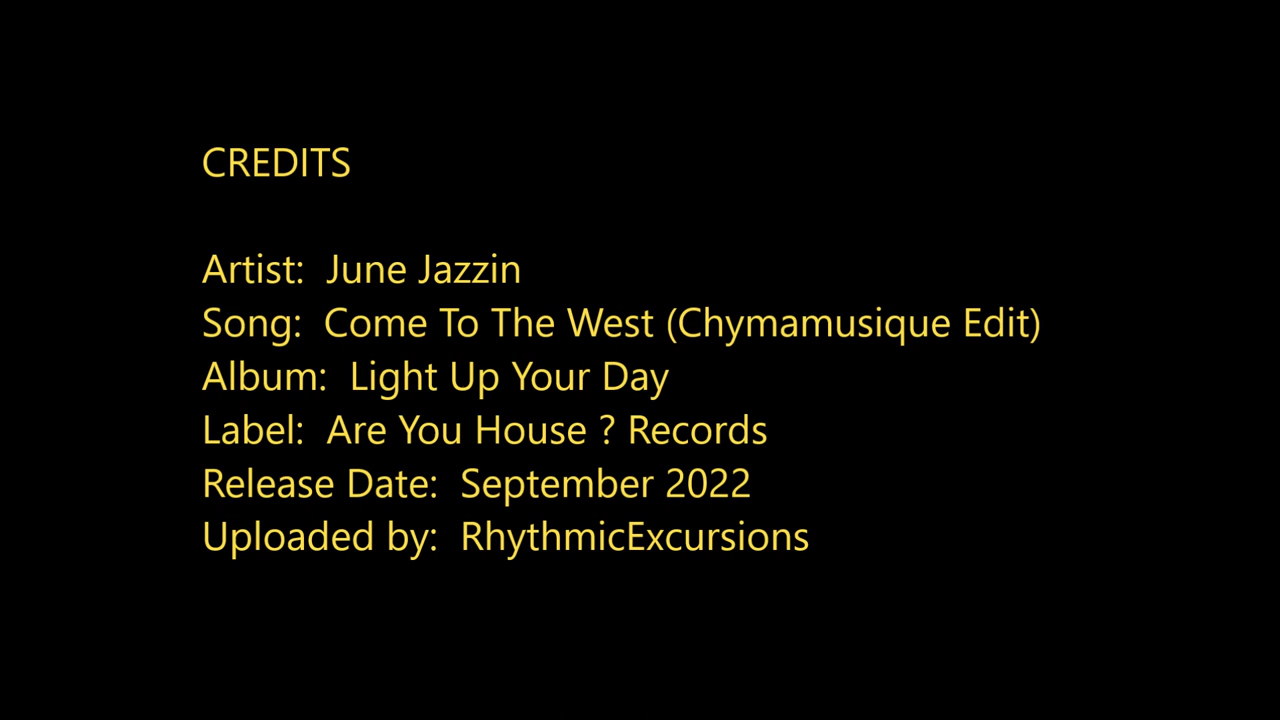 CREDITS
Artist:  June Jazzin
Song:  Come To The West (Chymamusique Edit)
Album:  Light Up Your Day
Label:  Are You House ? Records
Release Date:  September 2022
Uploaded by:  RhythmicExcursions